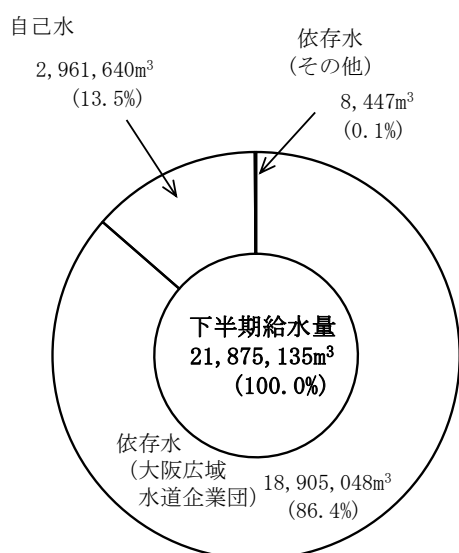 自己水
2,961,640m³
(13.5%)
依存水
(その他)
8,447m³
(0.1%)
下半期給水量
21,875,135m³
(100.0%)
依存水
(大阪広域
水道企業団)
18,905,048m³
(86.4%)